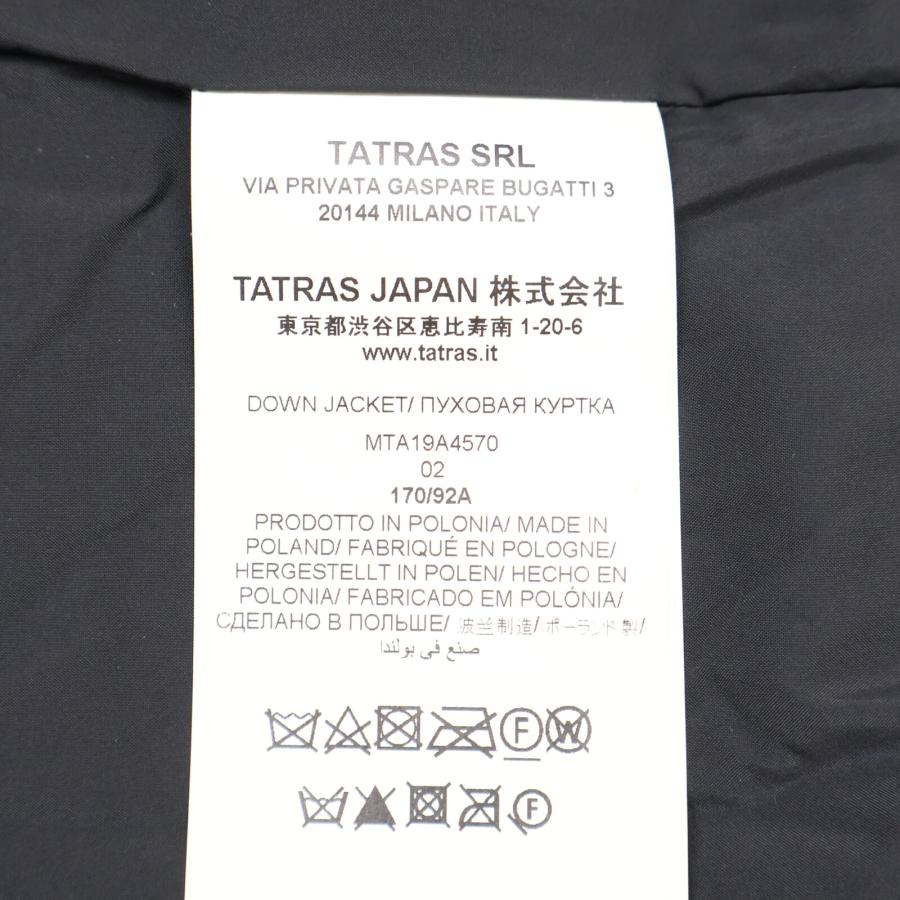 TATRAS SRL
VIA PRIVATA GASPARE BUGATTI 3
20144 MILANO ITALY
TATRAS JAPAN 株式会社
東京都渋谷区恵比寿南 1-20-6
www.tatras.it
DOWN JACKET/ ПУХОВАЯ КУРТКА
MTA19A4570
02
170/92A
PRODOTTO IN POLONIA/ MADE IN
POLAND/ FABRIQUÉ EN POLOGNE/
HERGESTELLT IN POLEN/ HECHO EN
POLONIA/ FABRICADO EM POLÓNIA/
СДЕЛАНО В ПОЛЬШЕ/ 波兰制造/ ポーランド製/
صنع في بولندا
F W
F